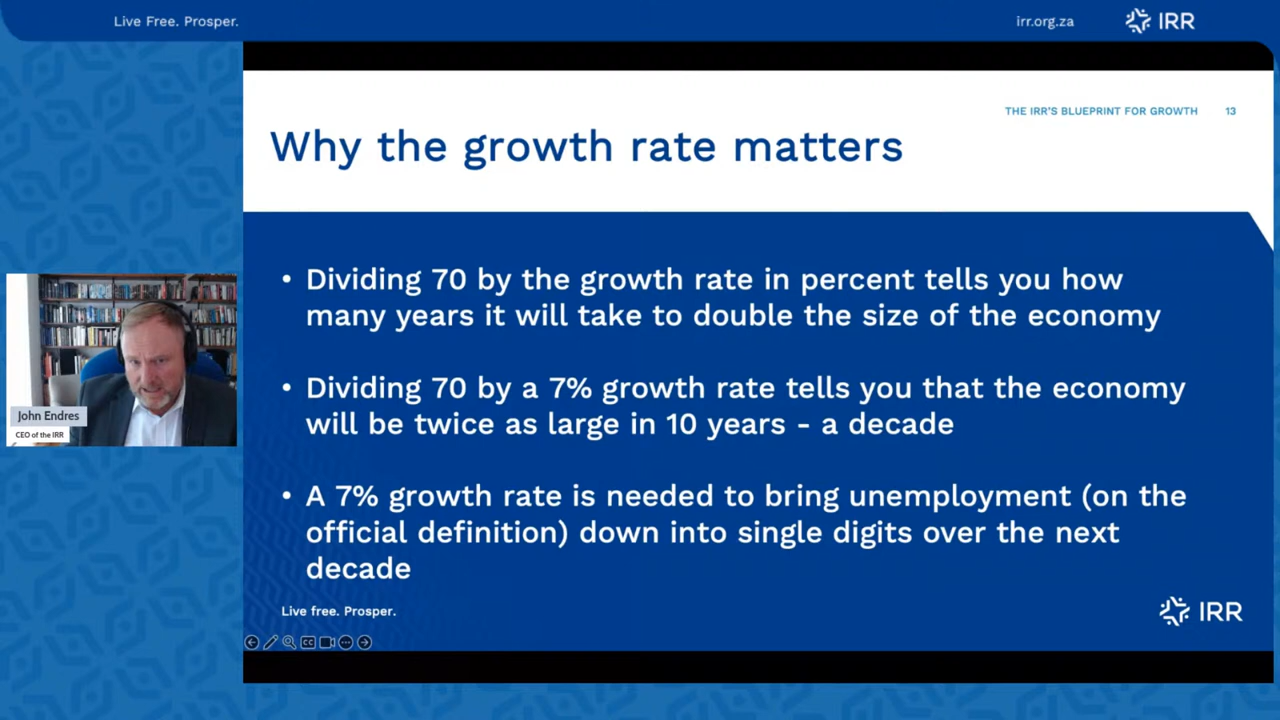 Live Free. Prosper.
irr.org.za
IRR
THE IRR'S BLUEPRINT FOR GROWTH 13
Why the growth rate matters
• Dividing 70 by the growth rate in percent tells you how
many years it will take to double the size of the economy
• Dividing 70 by a 7% growth rate tells you that the economy
will be twice as large in 10 years - a decade
• A 7% growth rate is needed to bring unemployment (on the
official definition) down into single digits over the next
decade
John Endres
CEO of the IRR
Live free. Prosper.
IRR
CC